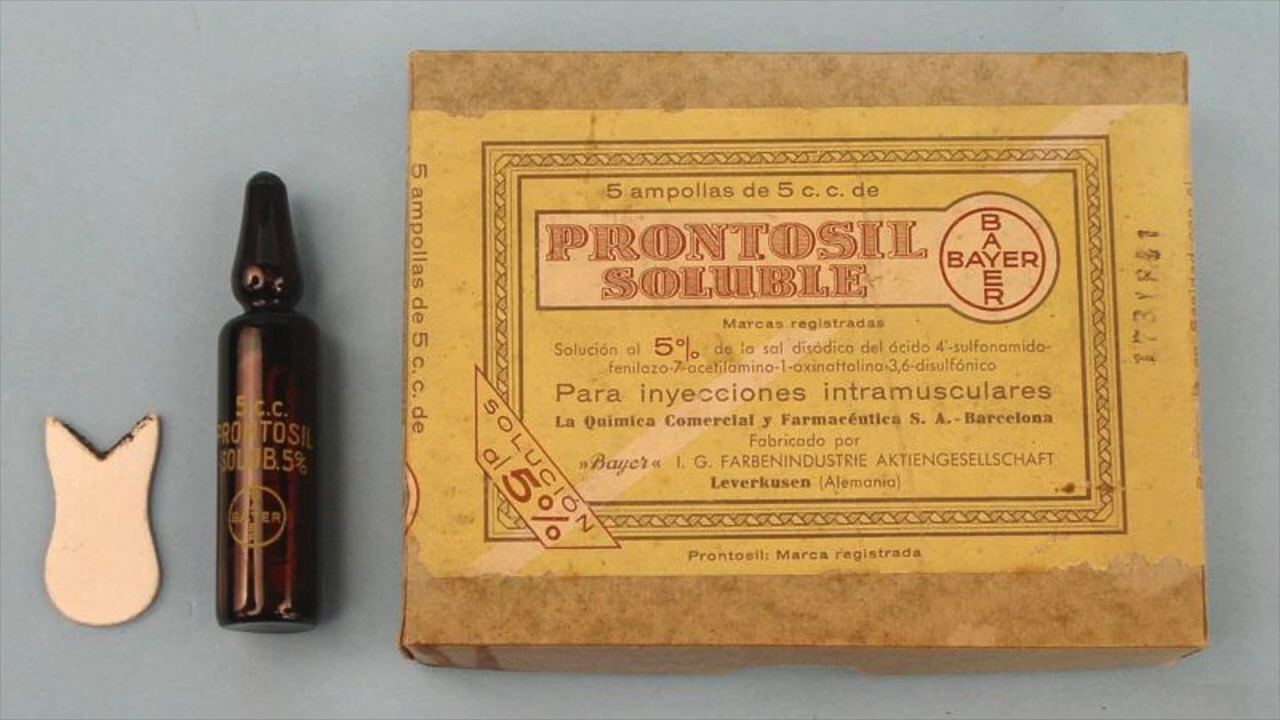 5 ampollas de 5 c. c. de
PRONTOSIL
SOLUBLE
BAYER
BAYER
Marcas registradas
Solución al 5% de la sal disódica del ácido 4'-sulfonamido-
fenilazo-7-acetilamino-1-oxinaftalina-3,6-disulfónico
Para inyecciones intramusculares
La Química Comercial y Farmacéutica S. A.-Barcelona
Fabricado por
»Bayer« I. G. FARBENINDUSTRIE AKTIENGESELLSCHAFT
Leverkusen (Alemania)
SOLUCIÓN
al 5%
Prontosil: Marca registrada
5 ampollas de 5 c. c. de
5 c.c.
PRONTOSIL
SOLUB. 5%
BAYER
BAYER